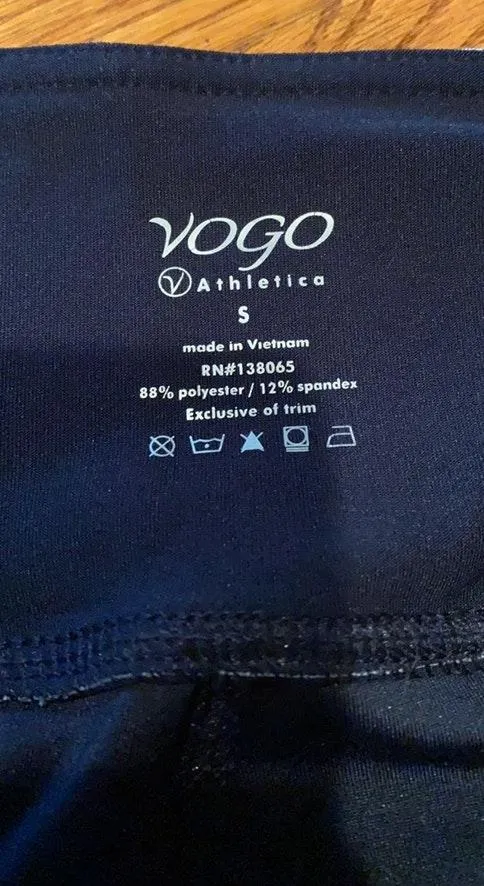 VOGO
Athletica
S
made in Vietnam
RN#138065
88% polyester / 12% spandex
Exclusive of trim